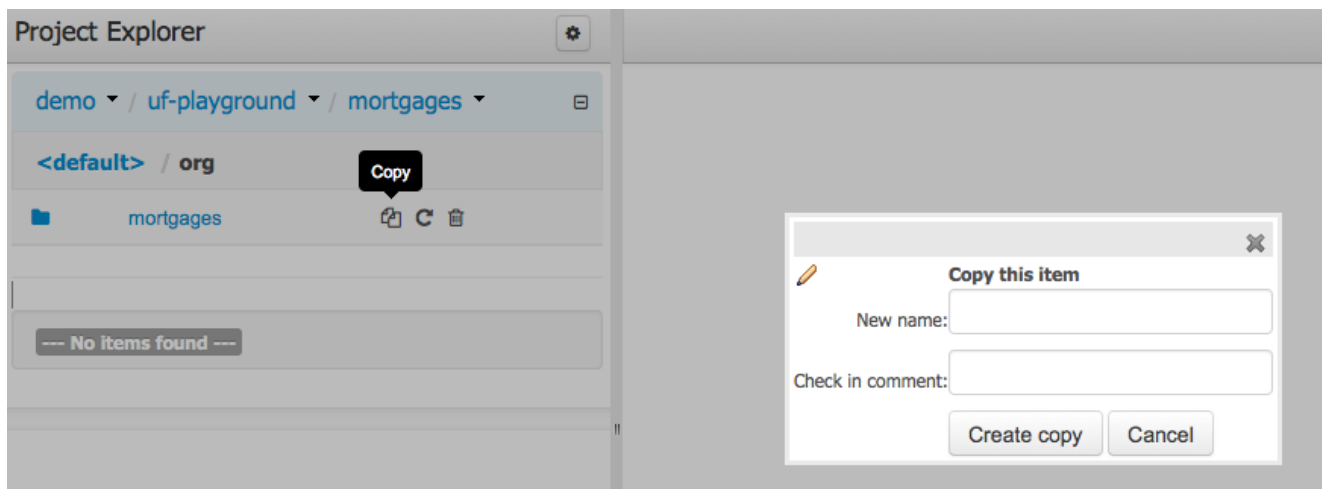 Project Explorer
demo / uf-playground / mortgages
<default> / org
Copy
mortgages
--- No items found ---
Copy this item
New name:
Check in comment:
Create copy Cancel